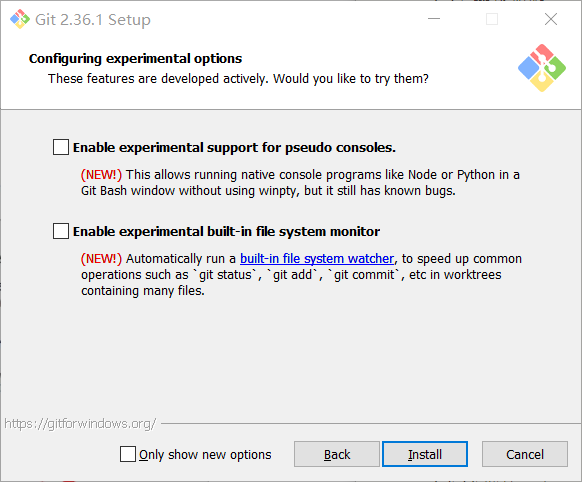 Git 2.36.1 Setup
Configuring experimental options
These features are developed actively. Would you like to try them?
Enable experimental support for pseudo consoles.
(NEW!) This allows running native console programs like Node or Python in a
Git Bash window without using winpty, but it still has known bugs.
Enable experimental built-in file system monitor
(NEW!) Automatically run a built-in file system watcher, to speed up common
operations such as `git status`, `git add`, `git commit`, etc in worktrees
containing many files.
https://gitforwindows.org/
Only show new options
Back
Install
Cancel